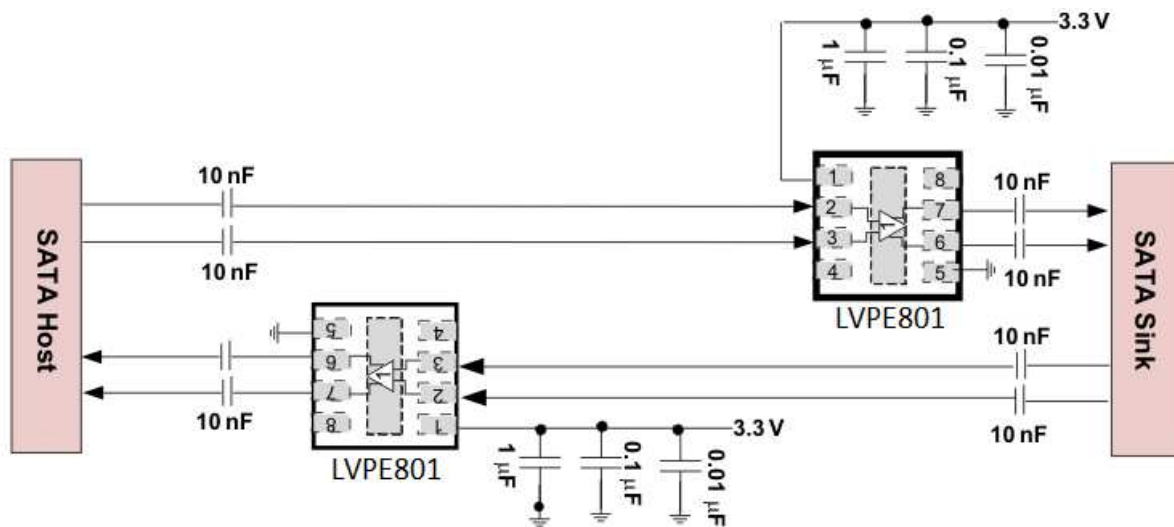 3.3 V
1 µF
0.1 µF
0.01 µF
10 nF
10 nF
SATA Host
1
2
3
4
8
7
6
5
1
LVPE801
10 nF
10 nF
SATA Sink
5
6
7
8
4
3
2
1
1
LVPE801
10 nF
10 nF
10 nF
10 nF
3.3 V
1 µF
0.1 µF
0.01 µF